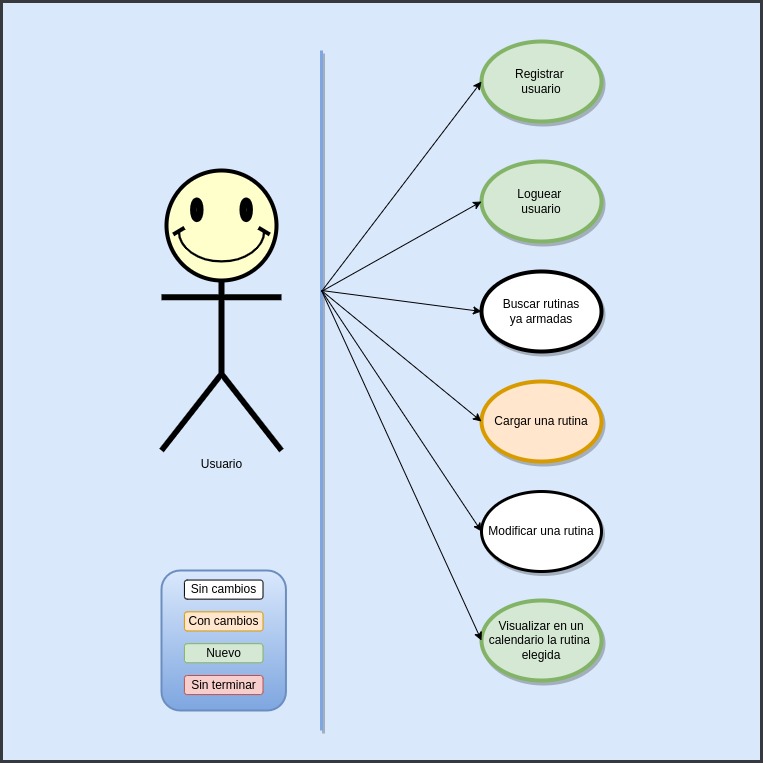 Registrar
usuario
Loguear
usuario
Buscar rutinas
ya armadas
Cargar una rutina
Modificar una rutina
Visualizar en un
calendario la rutina
elegida
Usuario
Sin cambios
Con cambios
Nuevo
Sin terminar